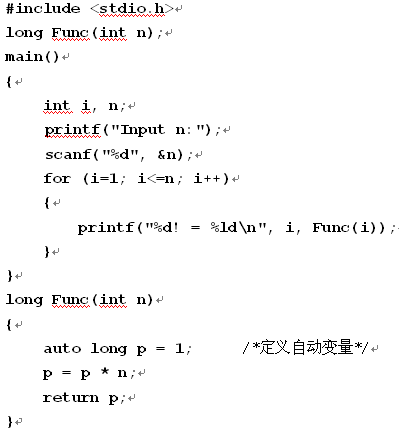 #include <stdio.h>↵
long Func(int n);↵
main()↵
{↵
int i, n;↵
printf("Input n:");↵
scanf("%d", &n);↵
for (i=1; i<=n; i++)↵
{↵
printf("%d! = %ld\n", i, Func(i));↵
}↵
}↵
long Func(int n)↵
{↵
auto long p = 1; /*定义自动变量*/↵
p = p * n;↵
return p;↵
}